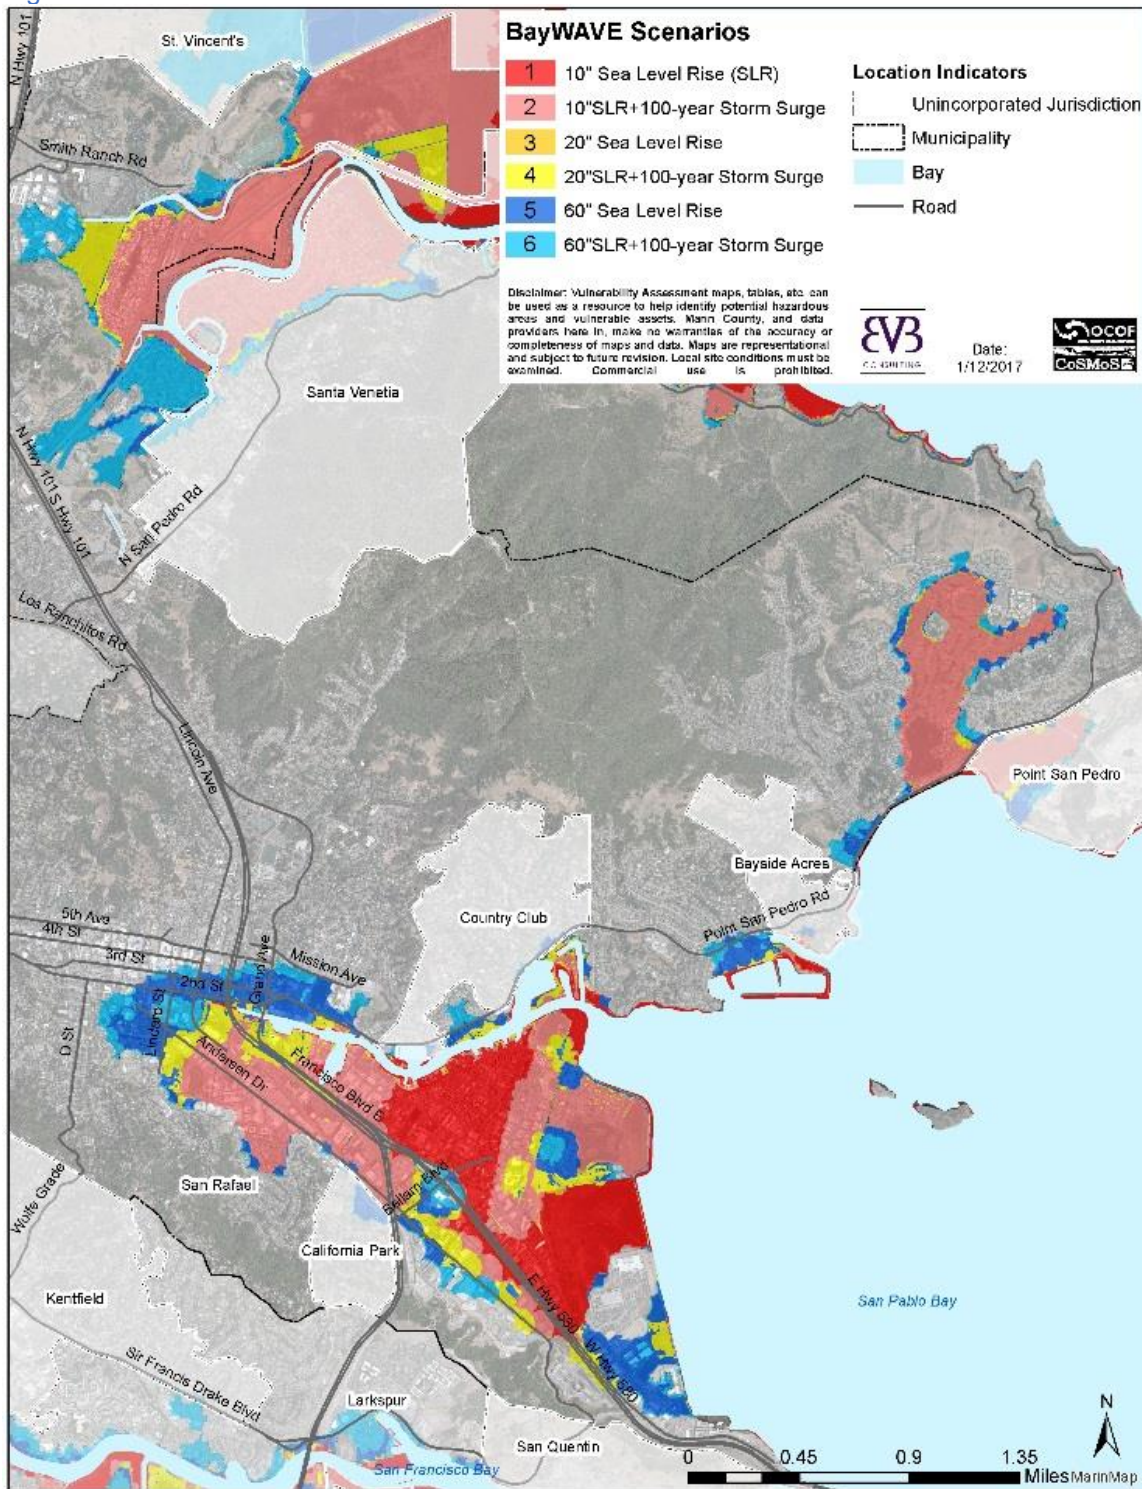 BayWAVE Scenarios
1 10" Sea Level Rise (SLR)
2 10"SLR+100-year Storm Surge
3 20" Sea Level Rise
4 20"SLR+100-year Storm Surge
5 60" Sea Level Rise
6 60"SLR+100-year Storm Surge
Location Indicators
Unincorporated Jurisdiction
Municipality
Bay
Road
Disclaimer: Vulnerability Assessment maps, tables, etc. can
be used as a resource to help identify potential hazardous
areas and vulnerable assets. Marin County, and data
providers here in, make no warranties of the accuracy or
completeness of maps and data. Maps are representational
and subject to future revision. Local site conditions must be
examined. Commercial use is prohibited.
BVB
CONSULTING
Date:
1/12/2017
OCOF
CoSMoS
N Hwy 101
St. Vincent's
Smith Ranch Rd
Santa Venetia
N Hwy 101 S Hwy 101
N San Pedro Rd
Los Ranchitos Rd
Lincoln Ave
Point San Pedro
Bayside Acres
Country Club
Point San Pedro Rd
5th Ave
4th St
3rd St
Mission Ave
2nd St
Grand Ave
Lindaro St
D St
Andersen Dr
Francisco Blvd E
San Rafael
Bellam Blvd
Wolfe Grade
California Park
Kentfield
E Hwy 580
W Hwy 580
San Pablo Bay
Sir Francis Drake Blvd
Larkspur
San Quentin
San Francisco Bay
N
0 0.45 0.9 1.35
Miles MarinMap